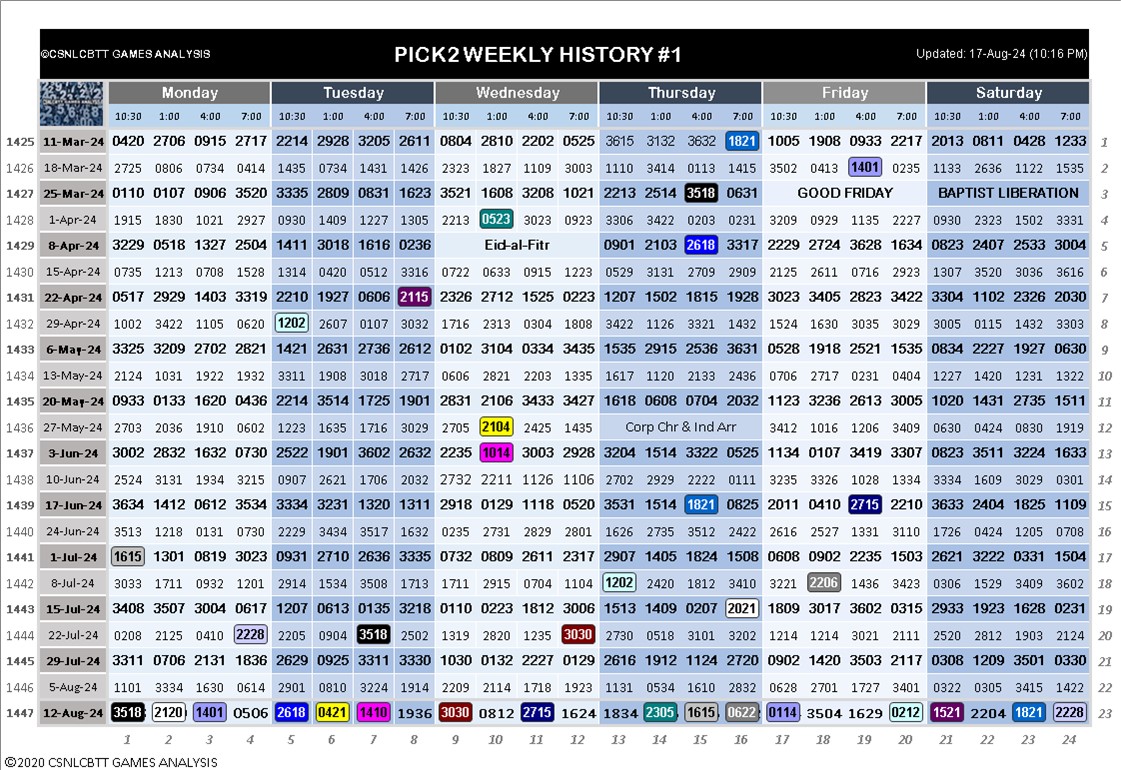 ©CSNLCBTT GAMES ANALYSIS PICK2 WEEKLY HISTORY #1 Updated: 17-Aug-24 (10:16 PM)
Monday Tuesday Wednesday Thursday Friday Saturday
10:30 1:00 4:00 7:00 10:30 1:00 4:00 7:00 10:30 1:00 4:00 7:00 10:30 1:00 4:00 7:00 10:30 1:00 4:00 7:00 10:30 1:00 4:00 7:00
1425 11-Mar-24 0420 2706 0915 2717 2214 2928 3205 2611 0804 2810 2202 0525 3615 3132 3632 1821 1005 1908 0933 2217 2013 0811 0428 1233 1
1426 18-Mar-24 2725 0806 0734 0414 1435 0734 1431 1426 2323 1827 1109 3003 1110 3414 0113 1415 3502 0413 1401 0235 1133 2636 1122 1535 2
1427 25-Mar-24 0110 0107 0906 3520 3335 2809 0831 1623 3521 1608 3208 1021 2213 2514 3518 0631 GOOD FRIDAY BAPTIST LIBERATION 3
1428 1-Apr-24 1915 1830 1021 2927 0930 1409 1227 1305 2213 0523 3023 0923 3306 3422 0203 0231 3209 0929 1135 2227 0930 2323 1502 3331 4
1429 8-Apr-24 3229 0518 1327 2504 1411 3018 1616 0236 Eid-al-Fitr 0901 2103 2618 3317 2229 2724 3628 1634 0823 2407 2533 3004 5
1430 15-Apr-24 0735 1213 0708 1528 1314 0420 0512 3316 0722 0633 0915 1223 0529 3131 2709 2909 2125 2611 0716 2923 1307 3520 3036 3616 6
1431 22-Apr-24 0517 2929 1403 3319 2210 1927 0606 2115 2326 2712 1525 0223 1207 1502 1815 1928 3023 3405 2823 3422 3304 1102 2326 2030 7
1432 29-Apr-24 1002 3422 1105 0620 1202 2607 0107 3032 1716 2313 0304 1808 3422 1126 3321 1432 1524 1630 3035 3029 3005 0115 1432 3303 8
1433 6-May-24 3325 3209 2702 2821 1421 2631 2736 2612 0102 3104 0334 3435 1535 2915 2536 3631 0528 1918 2521 1535 0834 2227 1927 0630 9
1434 13-May-24 2124 1031 1922 1932 3311 1908 3018 2717 0606 2821 2203 1335 1617 1120 2133 2436 0706 2717 0231 0404 1227 1420 1231 1322 10
1435 20-May-24 0933 0133 1620 0436 2214 3514 1725 1901 2831 2106 3433 3427 1618 0608 0704 2032 1123 3236 2613 3005 1020 1431 2735 1511 11
1436 27-May-24 2703 2036 1910 0602 1223 1635 1716 3029 2705 2104 2425 1435 Corp Chr & Ind Arr 3412 1016 1206 3409 0630 0424 0830 1919 12
1437 3-Jun-24 3002 2832 1632 0730 2522 1901 3602 2632 2235 1014 3003 2928 3204 1514 3322 0525 1134 0107 3419 3307 0823 3511 3224 1633 13
1438 10-Jun-24 2524 3131 1934 3215 0907 2621 1706 2032 2732 2211 1126 1106 2702 2929 2222 0111 3235 3326 1028 1334 3334 1609 3029 0301 14
1439 17-Jun-24 3634 1412 0612 3534 3334 3231 1320 1311 2918 0129 1118 0520 3531 1514 1821 0825 2011 0410 2715 2210 3633 2404 1825 1109 15
1440 24-Jun-24 3513 1218 0131 0730 2229 3434 3517 1632 0235 2731 2829 2801 1626 2735 3512 2422 2616 2527 1331 3110 1726 0424 1205 0708 16
1441 1-Jul-24 1615 1301 0819 3023 0931 2710 2636 3335 0732 0809 2611 2317 2907 1405 1824 1508 0608 0902 2235 1503 2621 3222 0331 1504 17
1442 8-Jul-24 3033 1711 0932 1201 2914 1534 3508 1713 1711 2915 0704 1104 1202 2420 1812 3410 3221 2206 1436 3423 0306 1529 3409 3602 18
1443 15-Jul-24 3408 3507 3004 0617 1207 0613 0135 3218 0110 0223 1812 3006 1513 1409 0207 2021 1809 3017 3602 0315 2933 1923 1628 0231 19
1444 22-Jul-24 0208 2125 0410 2228 2205 0904 3518 2502 1319 2820 1235 3030 2730 0518 3101 3202 1214 1214 3021 2111 2520 2812 1903 2124 20
1445 29-Jul-24 3311 0706 2131 1836 2629 0925 3311 3330 1030 0132 2227 0129 2616 1912 1124 2720 0902 1420 3503 2117 0308 1209 3501 0330 21
1446 5-Aug-24 1101 3334 1630 0614 2901 0810 3224 1914 2209 2114 1718 1923 1131 0534 1610 2832 0628 2701 1727 3401 0322 0305 3415 1422 22
1447 12-Aug-24 3518 2120 1401 0506 2618 0421 1410 1936 3030 0812 2715 1624 1834 2305 1615 0622 0114 3504 1629 0212 1521 2204 1821 2228 23
1 2 3 4 5 6 7 8 9 10 11 12 13 14 15 16 17 18 19 20 21 22 23 24
©2020 CSNLCBTT GAMES ANALYSIS